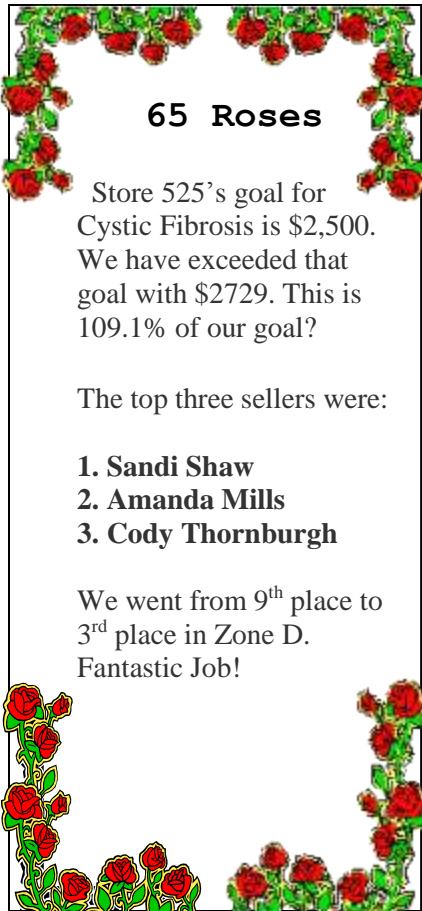 65 Roses
Store 525’s goal for
Cystic Fibrosis is $2,500.
We have exceeded that
goal with $2729. This is
109.1% of our goal?
The top three sellers were:
1. Sandi Shaw
2. Amanda Mills
3. Cody Thornburgh
We went from 9th place to
3rd place in Zone D.
Fantastic Job!